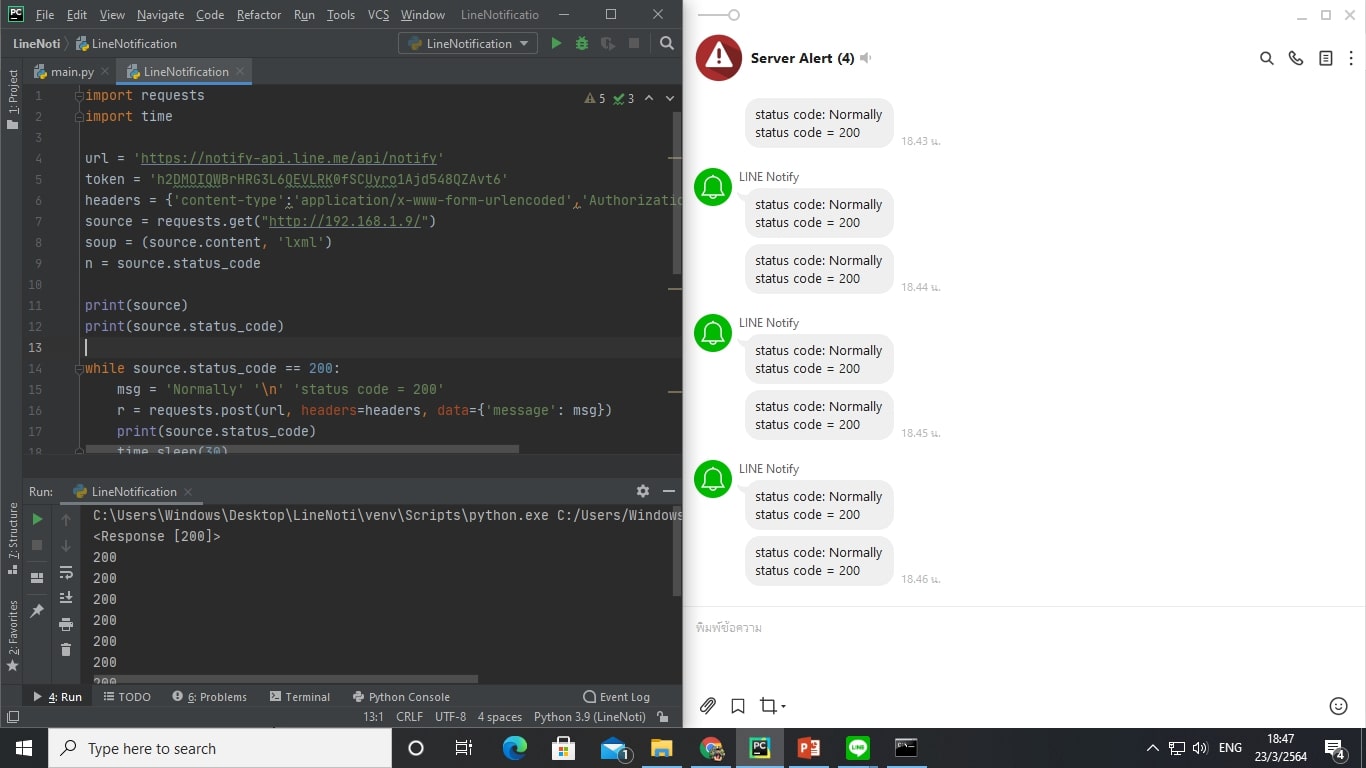 File Edit View Navigate Code Refactor Run Tools VCS Window LineNotificatio
LineNoti LineNotification
LineNotification
main.py LineNotification
1: Project
5 3
1 import requests
2 import time
3
4 url = 'https://notify-api.line.me/api/notify'
5 token = 'h2DMOIQWBrHRG3L6QEVLRK0fSCUyro1Ajd548QZAvt6'
6 headers = {'content-type':'application/x-www-form-urlencoded','Authorizatio
7 source = requests.get("http://192.168.1.9/")
8 soup = (source.content, 'lxml')
9 n = source.status_code
10
11 print(source)
12 print(source.status_code)
13
14 while source.status_code == 200:
15 msg = 'Normally' '\n' 'status code = 200'
16 r = requests.post(url, headers=headers, data={'message': msg})
17 print(source.status_code)
18 time.sleep(30)
Run: LineNotification
7: Structure
2: Favorites
C:\Users\Windows\Desktop\LineNoti\venv\Scripts\python.exe C:/Users/Windows
<Response [200]>
200
200
200
200
200
200
200
4: Run TODO 6: Problems Terminal Python Console Event Log
13:1 CRLF UTF-8 4 spaces Python 3.9 (LineNoti)
Server Alert (4)
status code: Normally
status code = 200
18.43 น.
LINE Notify
status code: Normally
status code = 200
status code: Normally
status code = 200
18.44 น.
LINE Notify
status code: Normally
status code = 200
status code: Normally
status code = 200
18.45 น.
LINE Notify
status code: Normally
status code = 200
status code: Normally
status code = 200
18.46 น.
พิมพ์ข้อความ
Type here to search
1
ENG
18:47
23/3/2564
4